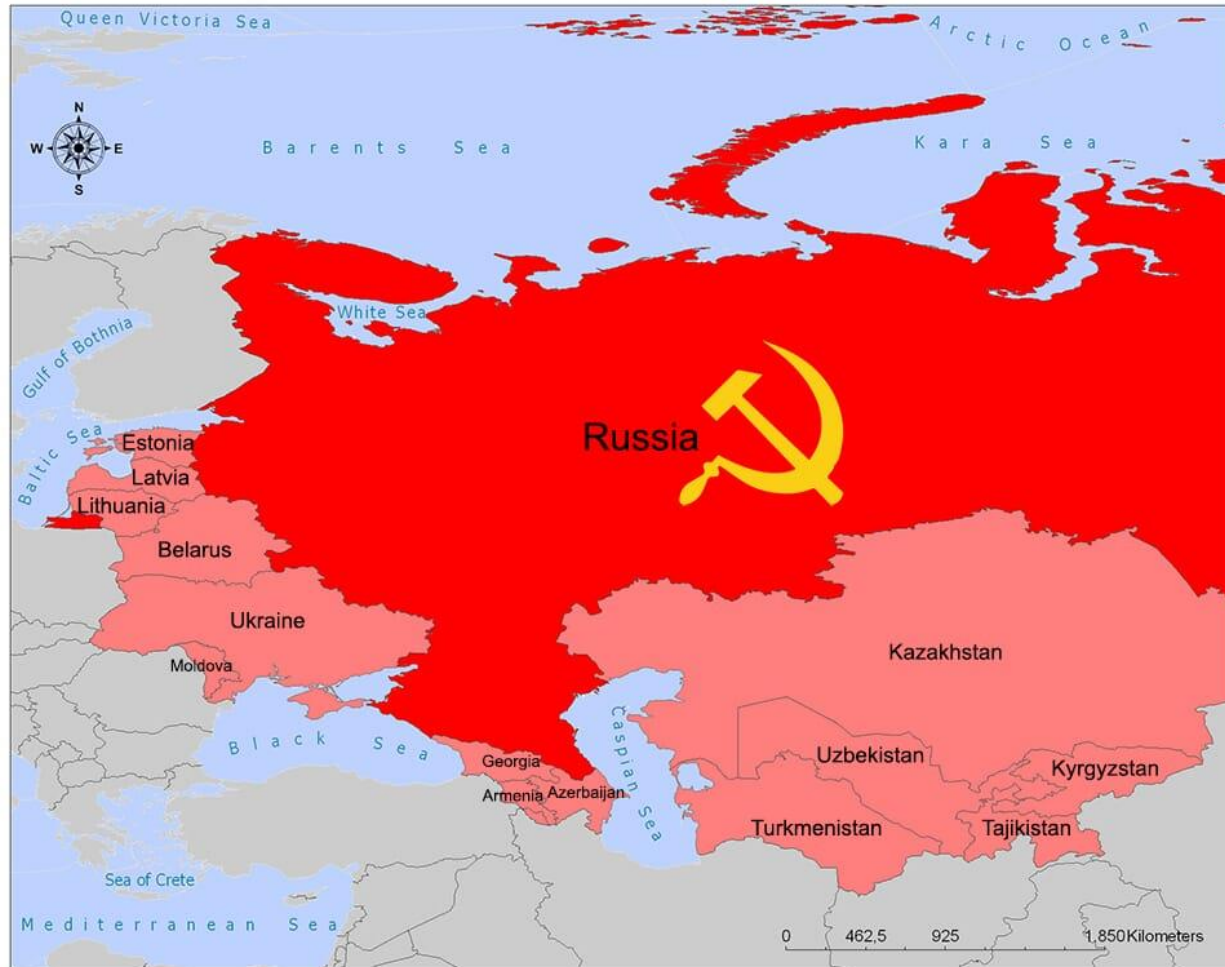 Queen Victoria Sea
Arctic Ocean
N
W
E
S
Barents Sea
Kara Sea
White Sea
Gulf of Bothnia
Baltic Sea
Estonia
Latvia
Lithuania
Belarus
Russia
Ukraine
Moldova
Kazakhstan
Black Sea
Caspian Sea
Georgia
Armenia
Azerbaijan
Uzbekistan
Kyrgyzstan
Turkmenistan
Tajikistan
Sea of Crete
Mediterranean Sea
0 462,5 925 1,850 Kilometers